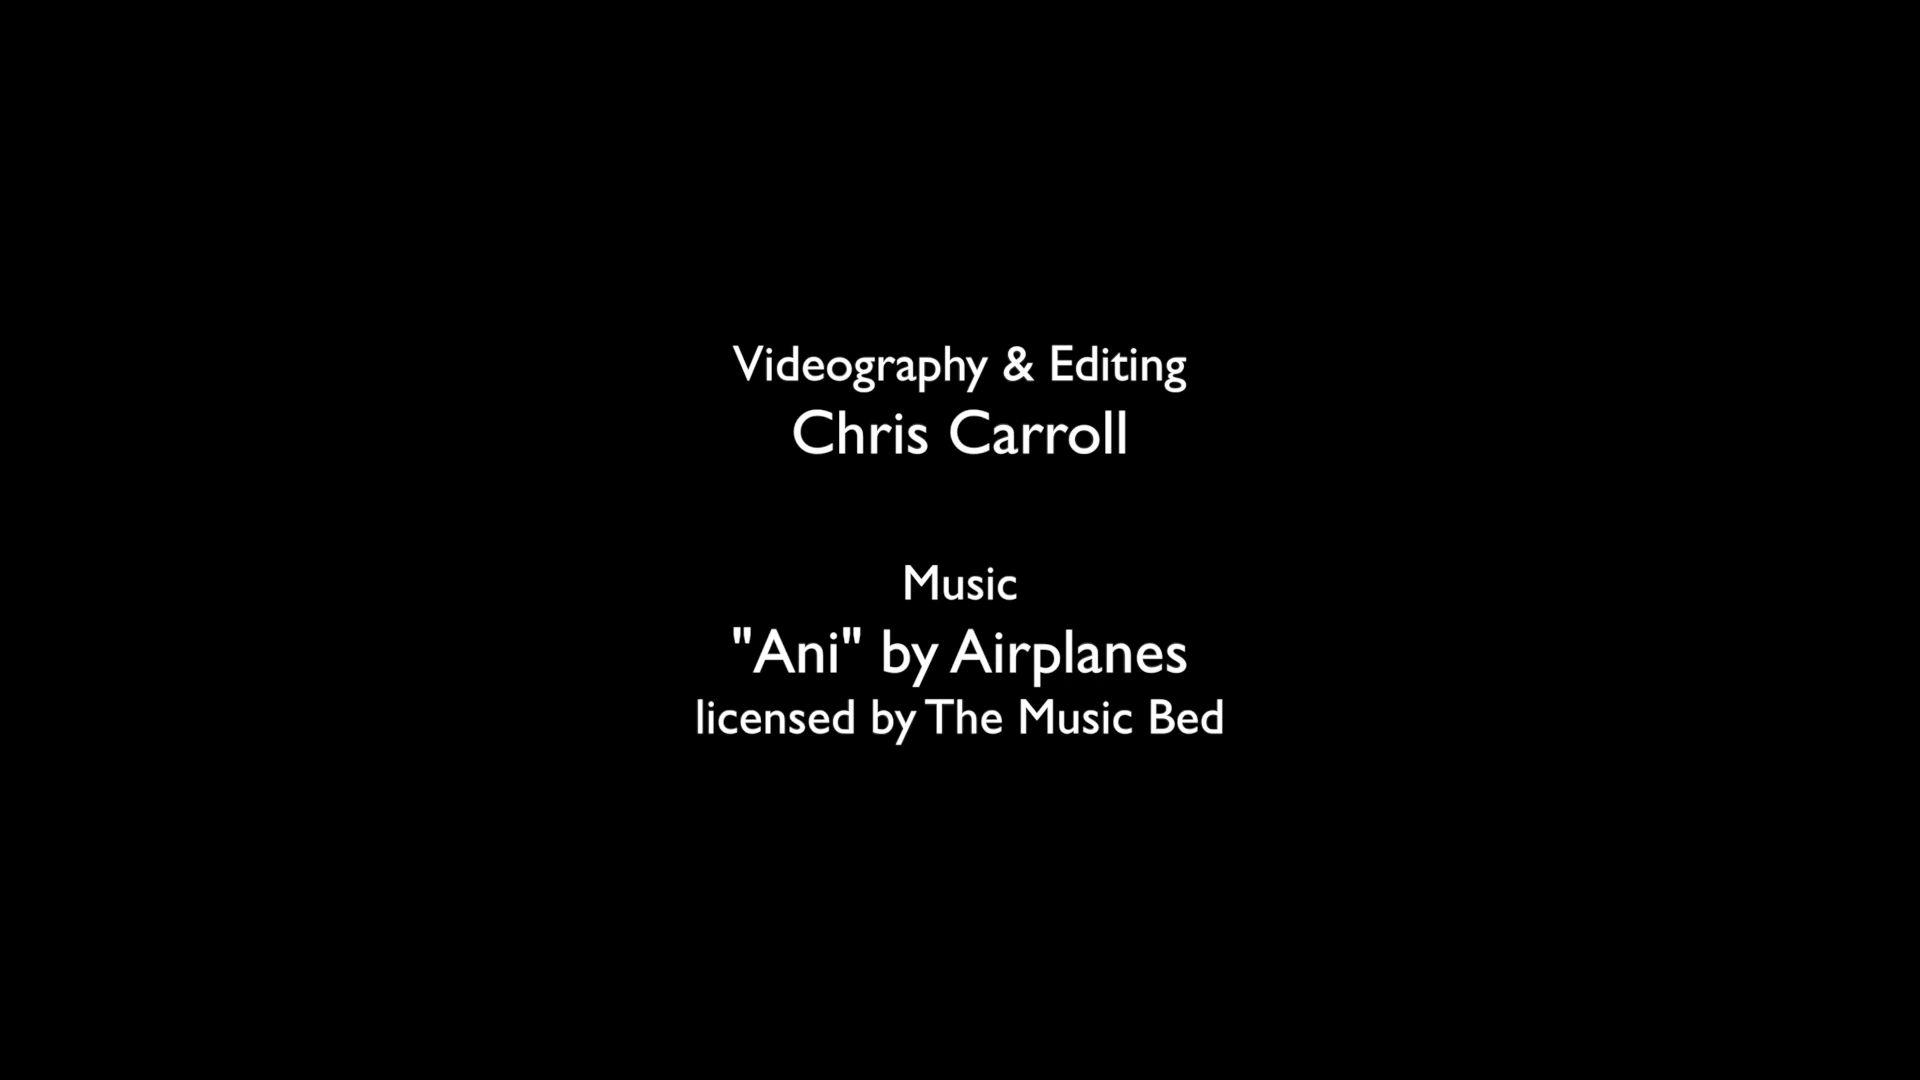 Videography & Editing
Chris Carroll
Music
"Ani" by Airplanes
licensed by The Music Bed